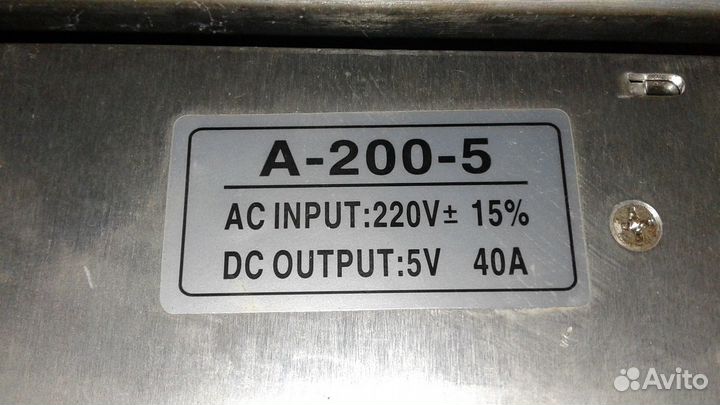 A-200-5
AC INPUT:220V± 15%
DC OUTPUT:5V 40A
Avito